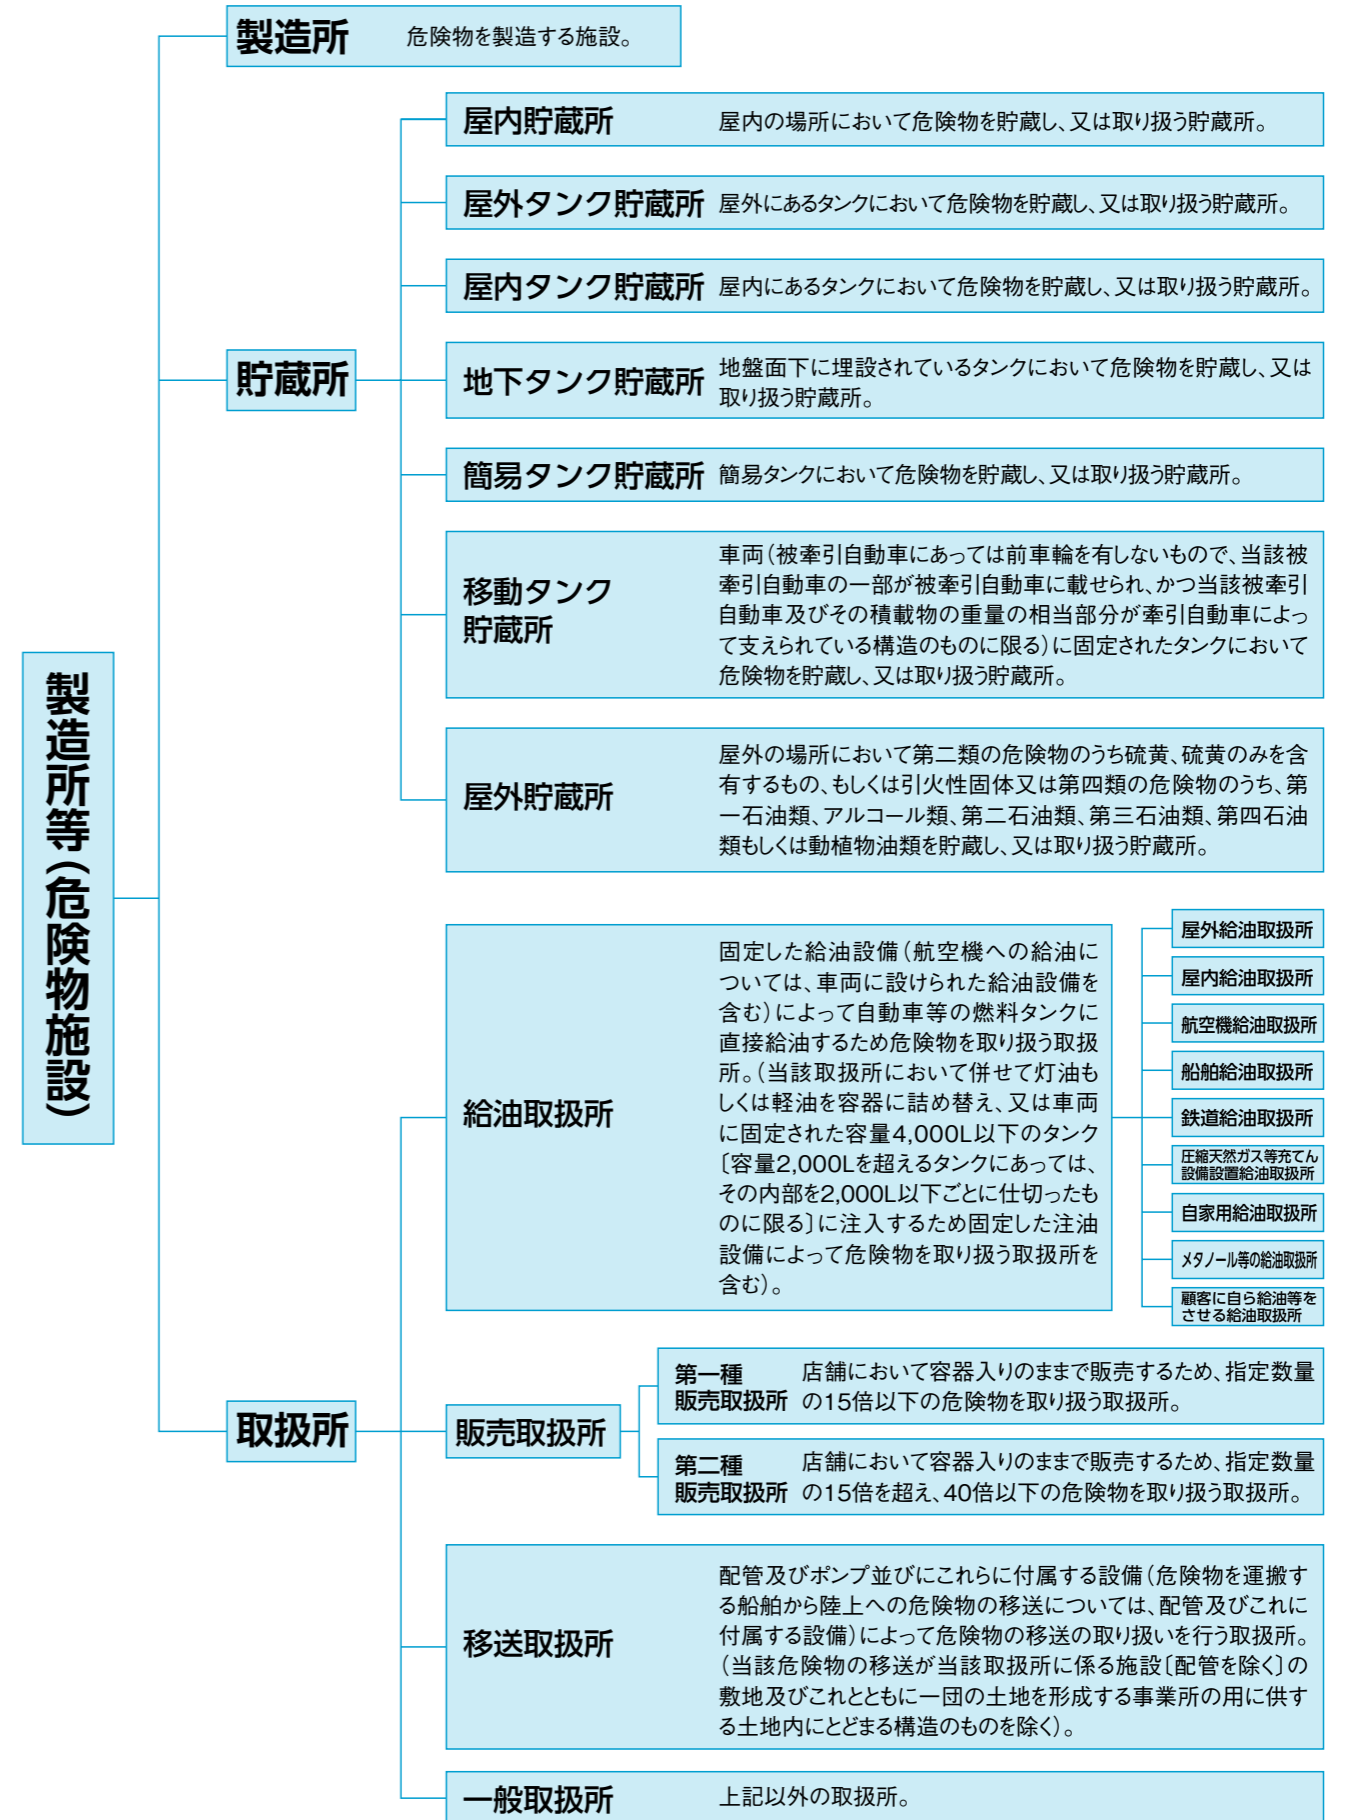 製造所等(危険物施設)
製造所
危険物を製造する施設。
貯蔵所
屋内貯蔵所
屋内の場所において危険物を貯蔵し、又は取り扱う貯蔵所。
屋外タンク貯蔵所
屋外にあるタンクにおいて危険物を貯蔵し、又は取り扱う貯蔵所。
屋内タンク貯蔵所
屋内にあるタンクにおいて危険物を貯蔵し、又は取り扱う貯蔵所。
地下タンク貯蔵所
地盤面下に埋設されているタンクにおいて危険物を貯蔵し、又は
取り扱う貯蔵所。
簡易タンク貯蔵所
簡易タンクにおいて危険物を貯蔵し、又は取り扱う貯蔵所。
移動タンク
貯蔵所
車両(被牽引自動車にあっては前車輪を有しないもので、当該被
牽引自動車の一部が被牽引自動車に載せられ、かつ当該被牽引
自動車及びその積載物の重量の相当部分が牽引自動車によっ
て支えられている構造のものに限る)に固定されたタンクにおいて
危険物を貯蔵し、又は取り扱う貯蔵所。
屋外貯蔵所
屋外の場所において第二類の危険物のうち硫黄、硫黄のみを含
有するもの、もしくは引火性固体又は第四類の危険物のうち、第
一石油類、アルコール類、第二石油類、第三石油類、第四石油
類もしくは動植物油類を貯蔵し、又は取り扱う貯蔵所。
取扱所
給油取扱所
固定した給油設備(航空機への給油に
ついては、車両に設けられた給油設備を
含む)によって自動車等の燃料タンクに
直接給油するため危険物を取り扱う取扱
所。(当該取扱所において併せて灯油も
しくは軽油を容器に詰め替え、又は車両
に固定された容量4,000L以下のタンク
〔容量2,000Lを超えるタンクにあっては、
その内部を2,000L以下ごとに仕切ったも
のに限る〕に注入するため固定した注油
設備によって危険物を取り扱う取扱所を
含む)。
屋外給油取扱所
屋内給油取扱所
航空機給油取扱所
船舶給油取扱所
鉄道給油取扱所
圧縮天然ガス等充てん
設備設置給油取扱所
自家用給油取扱所
メタノール等の給油取扱所
顧客に自ら給油等を
させる給油取扱所
販売取扱所
第一種
販売取扱所
店舗において容器入りのままで販売するため、指定数量
の15倍以下の危険物を取り扱う取扱所。
第二種
販売取扱所
店舗において容器入りのままで販売するため、指定数量
の15倍を超え、40倍以下の危険物を取り扱う取扱所。
移送取扱所
配管及びポンプ並びにこれらに付属する設備(危険物を運搬す
る船舶から陸上への危険物の移送については、配管及びこれに
付属する設備)によって危険物の移送の取り扱いを行う取扱所。
(当該危険物の移送が当該取扱所に係る施設〔配管を除く〕の
敷地及びこれとともに一団の土地を形成する事業所の用に供す
る土地内にとどまる構造のものを除く)。
一般取扱所
上記以外の取扱所。